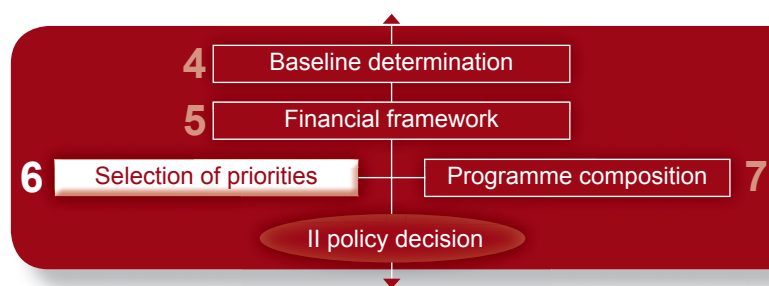 4 Baseline determination
5 Financial framework
6 Selection of priorities Programme composition 7
II policy decision